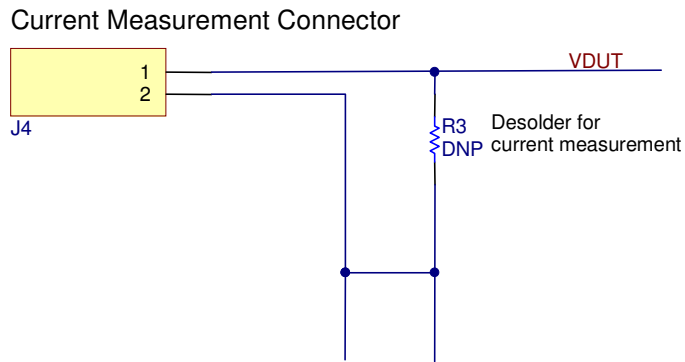 Current Measurement Connector
VDUT
1
2
J4
R3
DNP
Desolder for
current measurement